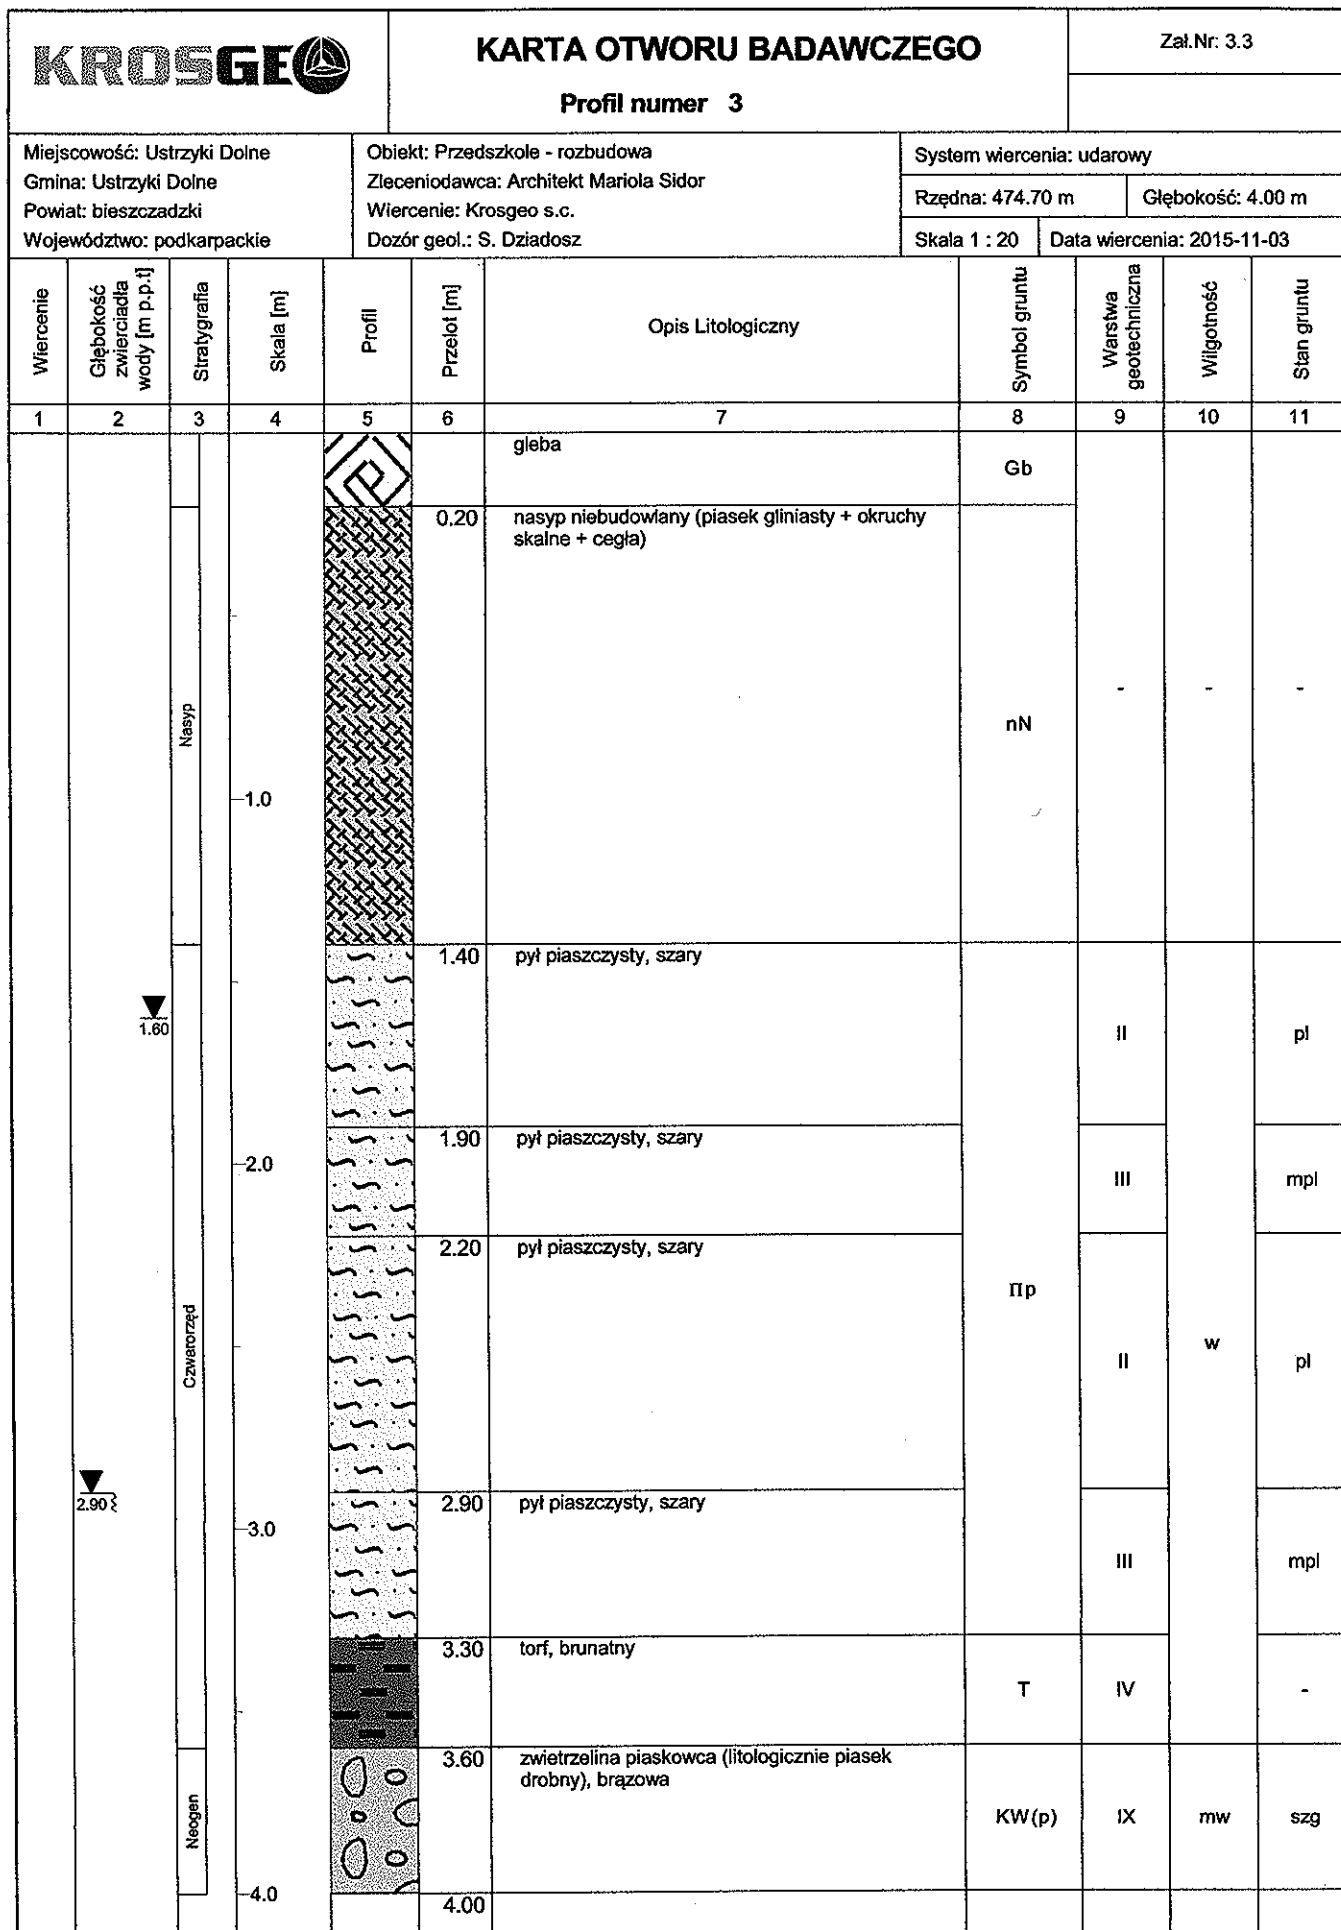 KROSGEO
KARTA OTWORU BADAWCZEGO
Profil numer 3
Zał.Nr: 3.3
Miejscowość: Ustrzyki Dolne
Gmina: Ustrzyki Dolne
Powiat: bieszczadzki
Województwo: podkarpackie
Obiekt: Przedszkole - rozbudowa
Zleceniodawca: Architekt Mariola Sidor
Wiercenie: Krosgeo s.c.
Dozór geol.: S. Dziadosz
System wiercenia: udarowy
Rzędna: 474.70 m
Głębokość: 4.00 m
Skala 1 : 20
Data wiercenia: 2015-11-03
Wiercenie
Głębokość
zwierciadła
wody [m p.p.t]
Stratygrafia
Skala [m]
Profil
Przelot [m]
Opis Litologiczny
Symbol gruntu
Warstwa
geotechniczna
Wilgotność
Stan gruntu
1 2 3 4 5 6 7 8 9 10 11
gleba
Gb
0.20 nasyp niebudowlany (piasek gliniasty + okruchy
skalne + cegła)
Nasyp
nN
- - -
1.0
1.40 pył piaszczysty, szary
1.60
II pl
1.90 pył piaszczysty, szary
2.0
III mpl
2.20 pył piaszczysty, szary
Czwarorzęd
Πp
w
II pl
2.90
2.90 pył piaszczysty, szary
3.0
III mpl
3.30 torf, brunatny
T IV -
3.60 zwietrzelina piaskowca (litologicznie piasek
drobny), brązowa
Neogen
KW(p) IX mw szg
4.0
4.00